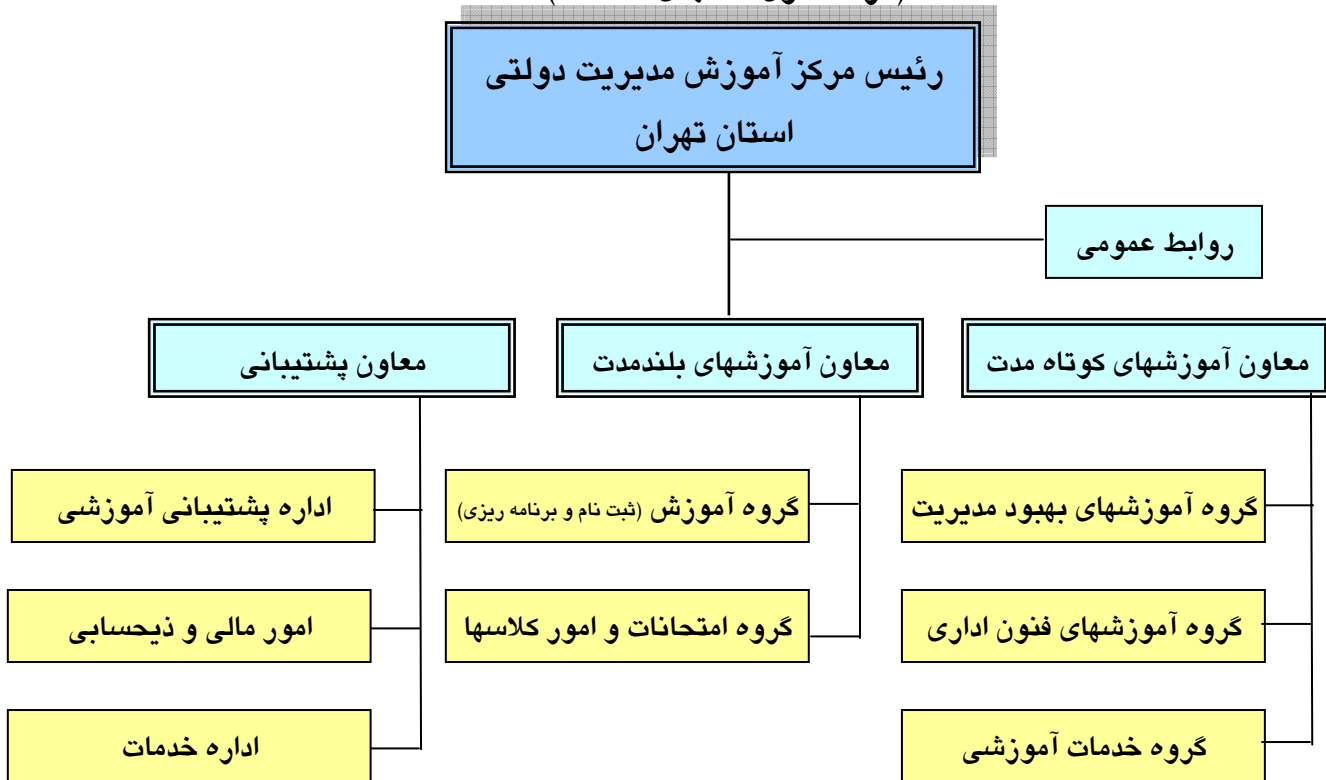 رئیس مرکز آموزش مدیریت دولتی
استان تهران
روابط عمومی
معاون آموزشهای کوتاه مدت
معاون آموزشهای بلندمدت
معاون پشتیبانی
گروه آموزشهای بهبود مدیریت
گروه آموزش (ثبت نام و برنامه ریزی)
اداره پشتیبانی آموزشی
گروه آموزشهای فنون اداری
گروه امتحانات و امور کلاسها
امور مالی و ذیحسابی
گروه خدمات آموزشی
اداره خدمات